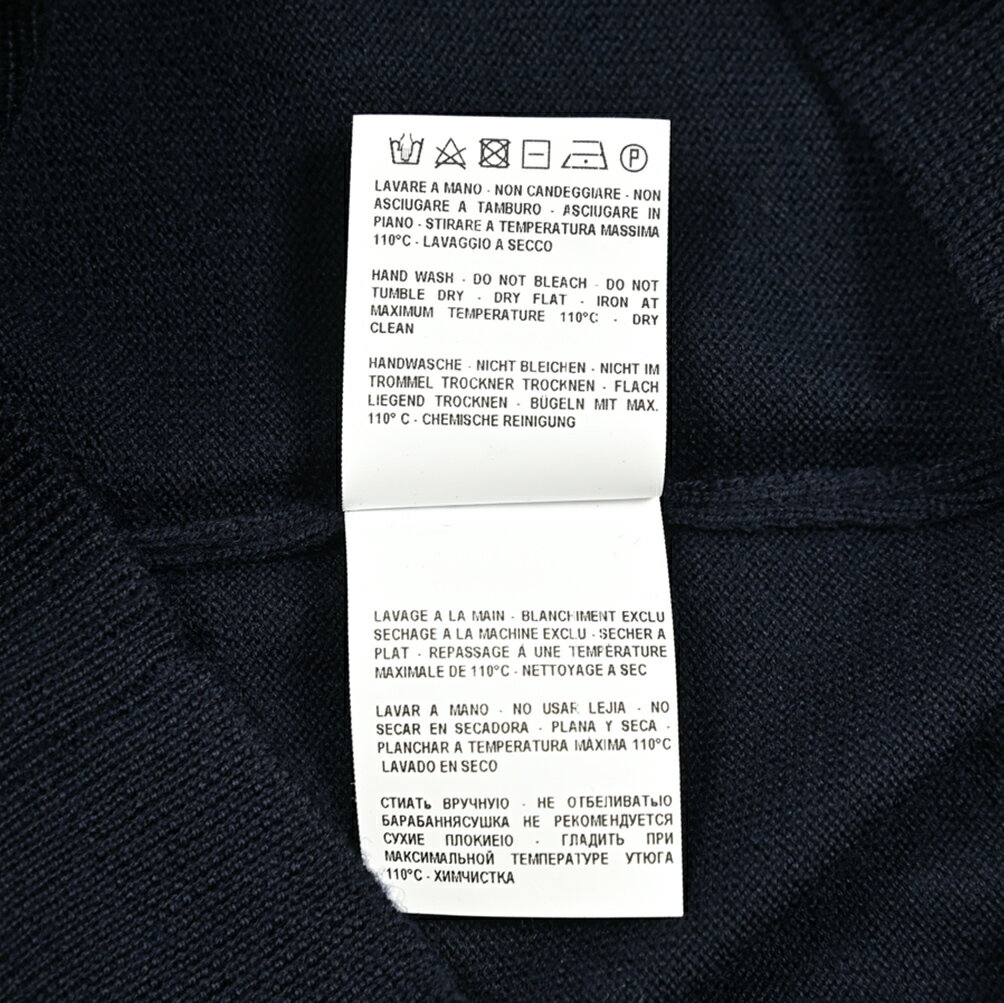 P
LAVARE A MANO - NON CANDEGGIARE - NON
ASCIUGARE A TAMBURO - ASCIUGARE IN
PIANO - STIRARE A TEMPERATURA MASSIMA
110°C - LAVAGGIO A SECCO
HAND WASH - DO NOT BLEACH - DO NOT
TUMBLE DRY - DRY FLAT - IRON AT
MAXIMUM TEMPERATURE 110°C - DRY
CLEAN
HANDWASCHE - NICHT BLEICHEN - NICHT IM
TROMMEL TROCKNER TROCKNEN - FLACH
LIEGEND TROCKNEN - BÜGELN MIT MAX.
110° C - CHEMISCHE REINIGUNG
LAVAGE A LA MAIN - BLANCHIMENT EXCLU
SECHAGE A LA MACHINE EXCLU - SECHER A
PLAT - REPASSAGE Á UNE TEMPÉRATURE
MAXIMALE DE 110°C - NETTOYAGE A SEC
LAVAR A MANO - NO USAR LEJIA - NO
SECAR EN SECADORA - PLANA Y SECA -
PLANCHAR A TEMPERATURA MÁXIMA 110°C
LAVADO EN SECO
СТИАТЬ ВРУЧНУЮ - НЕ ОТБЕЛИВАТЬІО
БАРАБАННЯСУШКА НЕ РЕКОМЕНДУЕТСЯ
СУХИЕ ПЛОКИЕІО - ГЛАДИТЬ ПРИ
МАКСИМАЛЬНОЙ ТЕМПЕРАТУРЕ УТЮГА
110°C - ХИМЧИСТКА